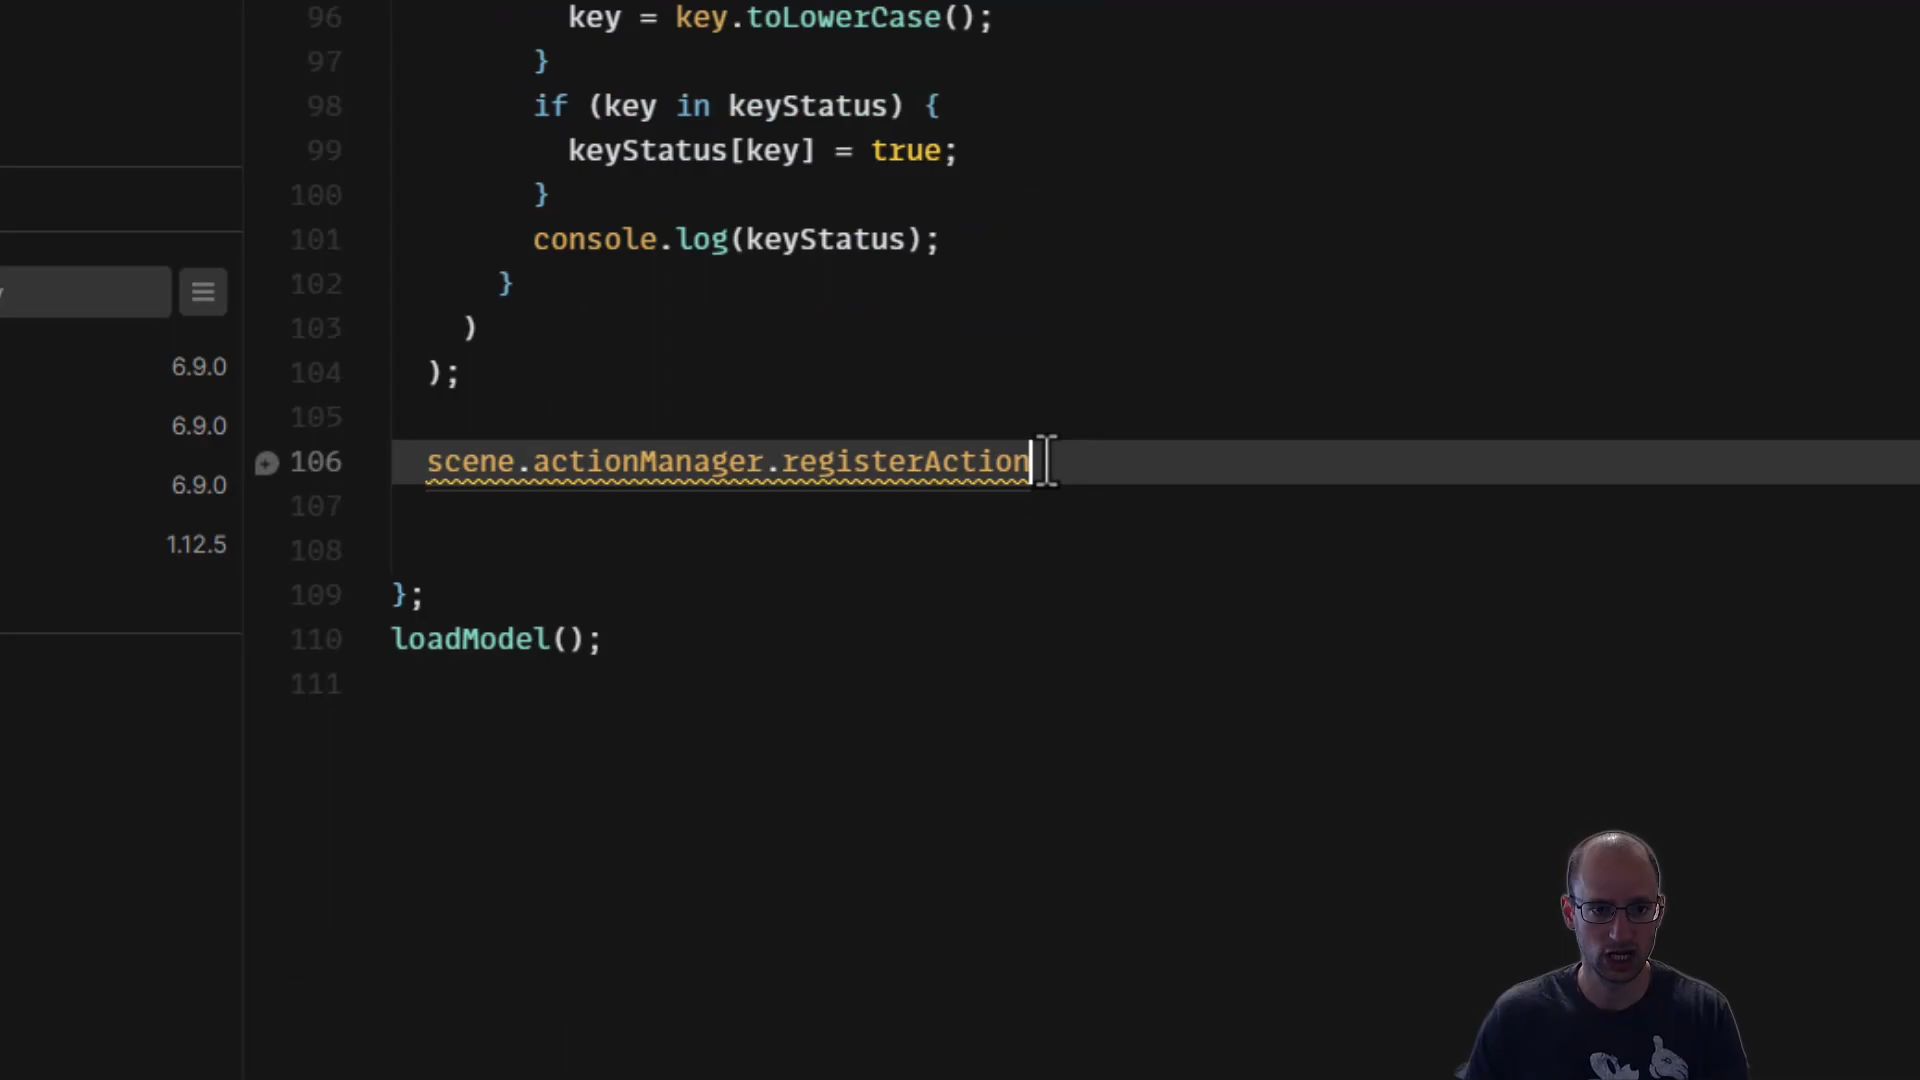 96 key = key.toLowerCase();
97 }
98 if (key in keyStatus) {
99 keyStatus[key] = true;
100 }
101 console.log(keyStatus);
102 }
103 )
104 );
105
106 scene.actionManager.registerAction
107
108
109 };
110 loadModel();
111
6.9.0
6.9.0
6.9.0
1.12.5